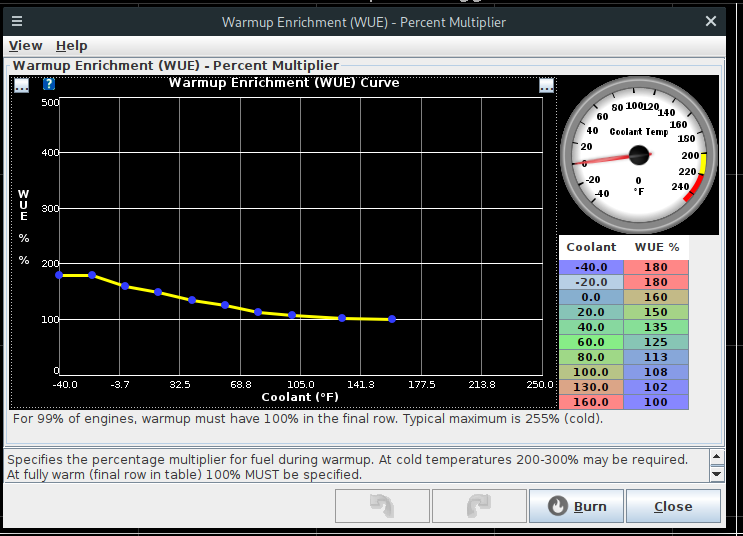 Warmup Enrichment (WUE) - Percent Multiplier
View Help
Warmup Enrichment (WUE) - Percent Multiplier
... ? Warmup Enrichment (WUE) Curve ...
500
400
300
200
100
0
WUE % %
-40.0 -3.7 32.5 68.8 105.0 141.3 177.5 213.8 250.0
Coolant (°F)
Coolant Temp
-40 -20 0 20 40 60 80 100 120 140 160 180 200 220 240
0
°F
Coolant WUE %
-40.0 180
-20.0 180
0.0 160
20.0 150
40.0 135
60.0 125
80.0 113
100.0 108
130.0 102
160.0 100
For 99% of engines, warmup must have 100% in the final row. Typical maximum is 255% (cold).
Specifies the percentage multiplier for fuel during warmup. At cold temperatures 200-300% may be required.
At fully warm (final row in table) 100% MUST be specified.
Burn Close